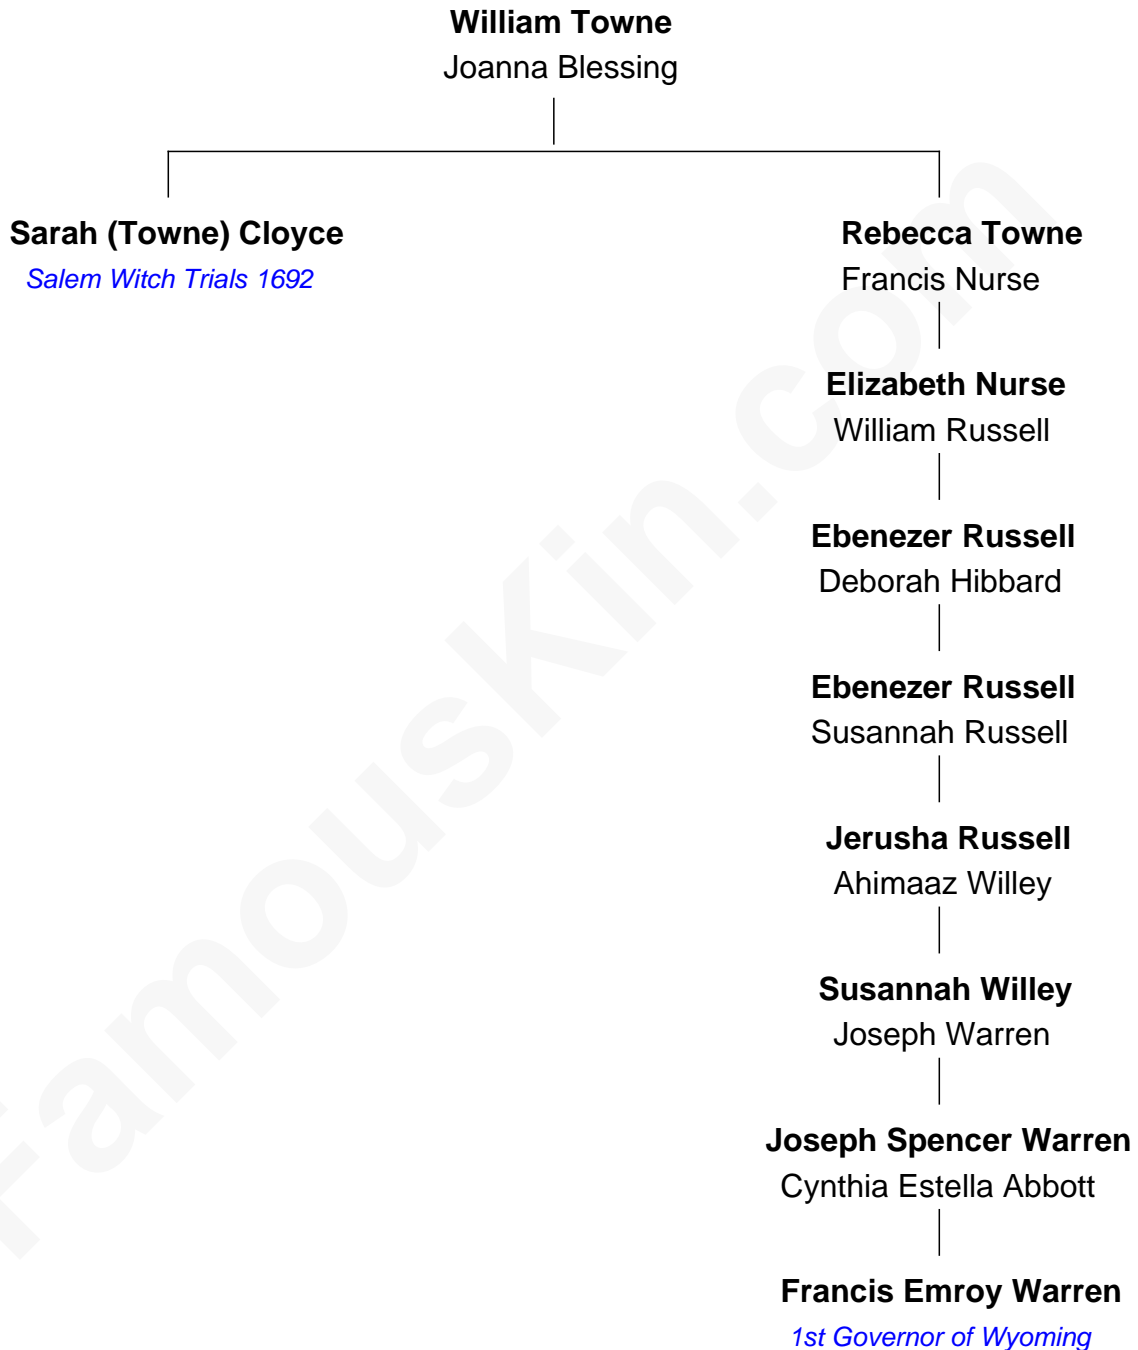 William Towne
Joanna Blessing
Sarah (Towne) Cloyce
Salem Witch Trials 1692
Rebecca Towne
Francis Nurse
Elizabeth Nurse
William Russell
Ebenezer Russell
Deborah Hibbard
Ebenezer Russell
Susannah Russell
Jerusha Russell
Ahimaaz Willey
Susannah Willey
Joseph Warren
Joseph Spencer Warren
Cynthia Estella Abbott
Francis Emroy Warren
1st Governor of Wyoming
FamousKin.com